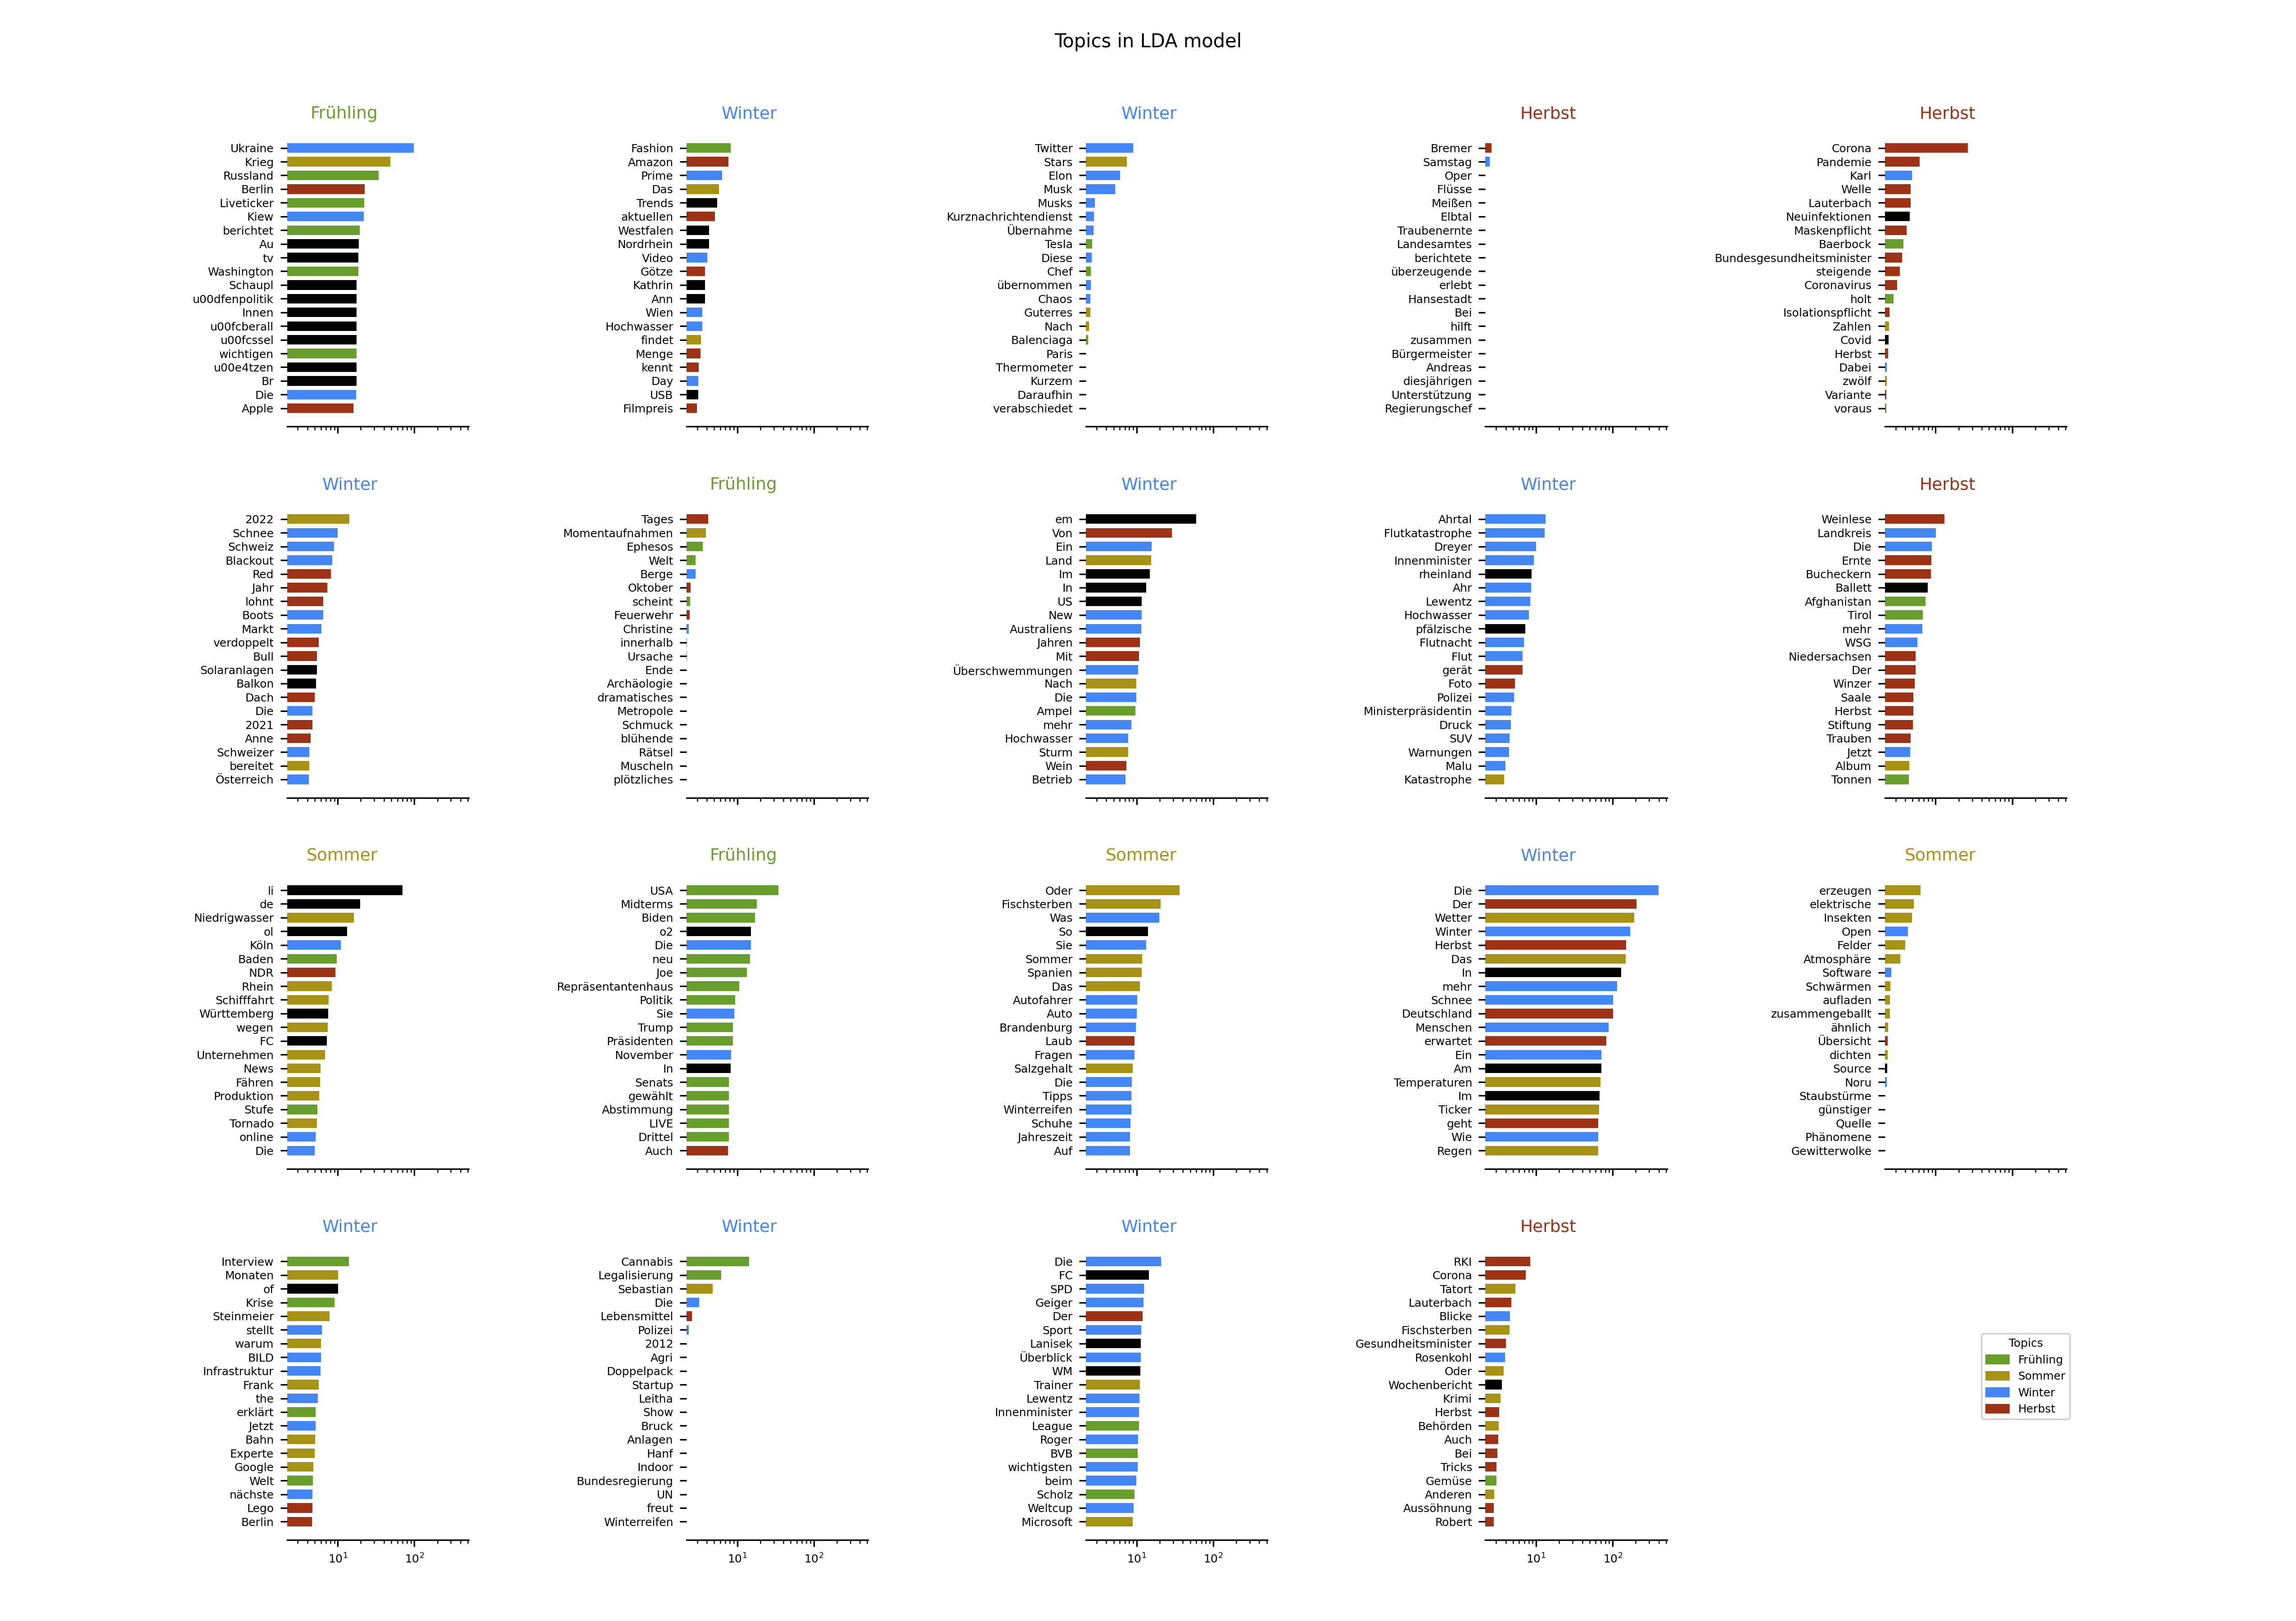 Topics in LDA model
Frühling
Ukraine
Krieg
Russland
Berlin
Liveticker
Kiew
berichtet
Au
tv
Washington
Schaupl
u00dfenpolitik
Innen
u00fcberall
u00fcssel
wichtigen
u00e4tzen
Br
Die
Apple
Winter
Fashion
Amazon
Prime
Das
Trends
aktuellen
Westfalen
Nordrhein
Video
Götze
Kathrin
Ann
Wien
Hochwasser
findet
Menge
kennt
Day
USB
Filmpreis
Winter
Twitter
Stars
Elon
Musk
Musks
Kurznachrichtendienst
Übernahme
Tesla
Diese
Chef
übernommen
Chaos
Guterres
Nach
Balenciaga
Paris
Thermometer
Kurzem
Daraufhin
verabschiedet
Herbst
Bremer
Samstag
Oper
Flüsse
Meißen
Elbtal
Traubenernte
Landesamtes
berichtete
überzeugende
erlebt
Hansestadt
Bei
hilft
zusammen
Bürgermeister
Andreas
diesjährigen
Unterstützung
Regierungschef
Herbst
Corona
Pandemie
Karl
Welle
Lauterbach
Neuinfektionen
Maskenpflicht
Baerbock
Bundesgesundheitsminister
steigende
Coronavirus
holt
Isolationspflicht
Zahlen
Covid
Herbst
Dabei
zwölf
Variante
voraus
Winter
2022
Schnee
Schweiz
Blackout
Red
Jahr
lohnt
Boots
Markt
verdoppelt
Bull
Solaranlagen
Balkon
Dach
Die
2021
Anne
Schweizer
bereitet
Österreich
Frühling
Tages
Momentaufnahmen
Ephesos
Welt
Berge
Oktober
scheint
Feuerwehr
Christine
innerhalb
Ursache
Ende
Archäologie
dramatisches
Metropole
Schmuck
blühende
Rätsel
Muscheln
plötzliches
Winter
em
Von
Ein
Land
Im
In
US
New
Australiens
Jahren
Mit
Überschwemmungen
Nach
Die
Ampel
mehr
Hochwasser
Sturm
Wein
Betrieb
Winter
Ahrtal
Flutkatastrophe
Dreyer
Innenminister
rheinland
Ahr
Lewentz
Hochwasser
pfälzische
Flutnacht
Flut
gerät
Foto
Polizei
Ministerpräsidentin
Druck
SUV
Warnungen
Malu
Katastrophe
Herbst
Weinlese
Landkreis
Die
Ernte
Bucheckern
Ballett
Afghanistan
Tirol
mehr
WSG
Niedersachsen
Der
Winzer
Saale
Herbst
Stiftung
Trauben
Jetzt
Album
Tonnen
Sommer
li
de
Niedrigwasser
ol
Köln
Baden
NDR
Rhein
Schifffahrt
Württemberg
wegen
FC
Unternehmen
News
Fähren
Produktion
Stufe
Tornado
online
Die
Frühling
USA
Midterms
Biden
o2
Die
neu
Joe
Repräsentantenhaus
Politik
Sie
Trump
Präsidenten
November
In
Senats
gewählt
Abstimmung
LIVE
Drittel
Auch
Sommer
Oder
Fischsterben
Was
So
Sie
Sommer
Spanien
Das
Autofahrer
Auto
Brandenburg
Laub
Fragen
Salzgehalt
Die
Tipps
Winterreifen
Schuhe
Jahreszeit
Auf
Winter
Die
Der
Wetter
Winter
Herbst
Das
In
mehr
Schnee
Deutschland
Menschen
erwartet
Ein
Am
Temperaturen
Im
Ticker
geht
Wie
Regen
Sommer
erzeugen
elektrische
Insekten
Open
Felder
Atmosphäre
Software
Schwärmen
aufladen
zusammengeballt
ähnlich
Übersicht
dichten
Source
Noru
Staubstürme
günstiger
Quelle
Phänomene
Gewitterwolke
Winter
Interview
Monaten
of
Krise
Steinmeier
stellt
warum
BILD
Infrastruktur
Frank
the
erklärt
Jetzt
Bahn
Experte
Google
Welt
nächste
Lego
Berlin
10¹ 10²
Winter
Cannabis
Legalisierung
Sebastian
Die
Lebensmittel
Polizei
2012
Agri
Doppelpack
Startup
Leitha
Show
Bruck
Anlagen
Hanf
Indoor
Bundesregierung
UN
freut
Winterreifen
10¹ 10²
Winter
Die
FC
SPD
Geiger
Der
Sport
Lanisek
Überblick
WM
Trainer
Lewentz
Innenminister
League
Roger
BVB
wichtigsten
beim
Scholz
Weltcup
Microsoft
10¹ 10²
Herbst
RKI
Corona
Tatort
Lauterbach
Blicke
Fischsterben
Gesundheitsminister
Rosenkohl
Oder
Wochenbericht
Krimi
Herbst
Behörden
Auch
Bei
Tricks
Gemüse
Anderen
Aussöhnung
Robert
10¹ 10²
Topics
Frühling
Sommer
Winter
Herbst